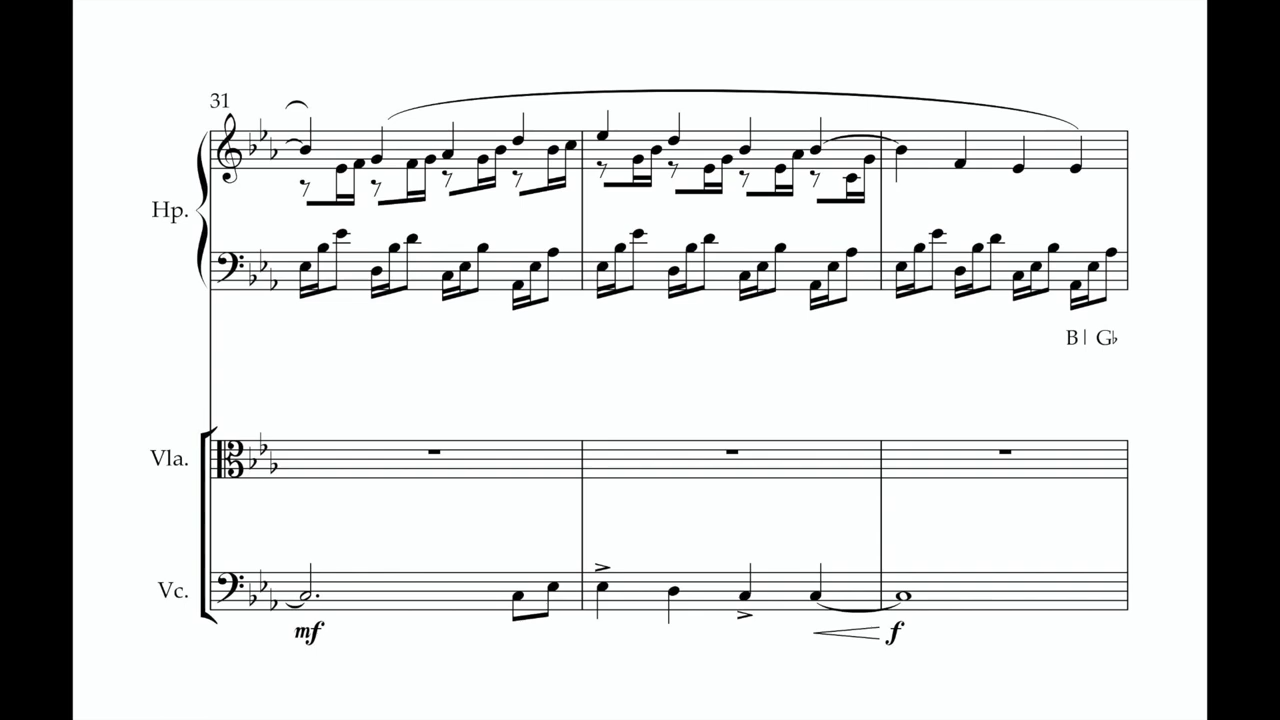 31
Hp.
B| G♭
Vla.
Vc.
mf f